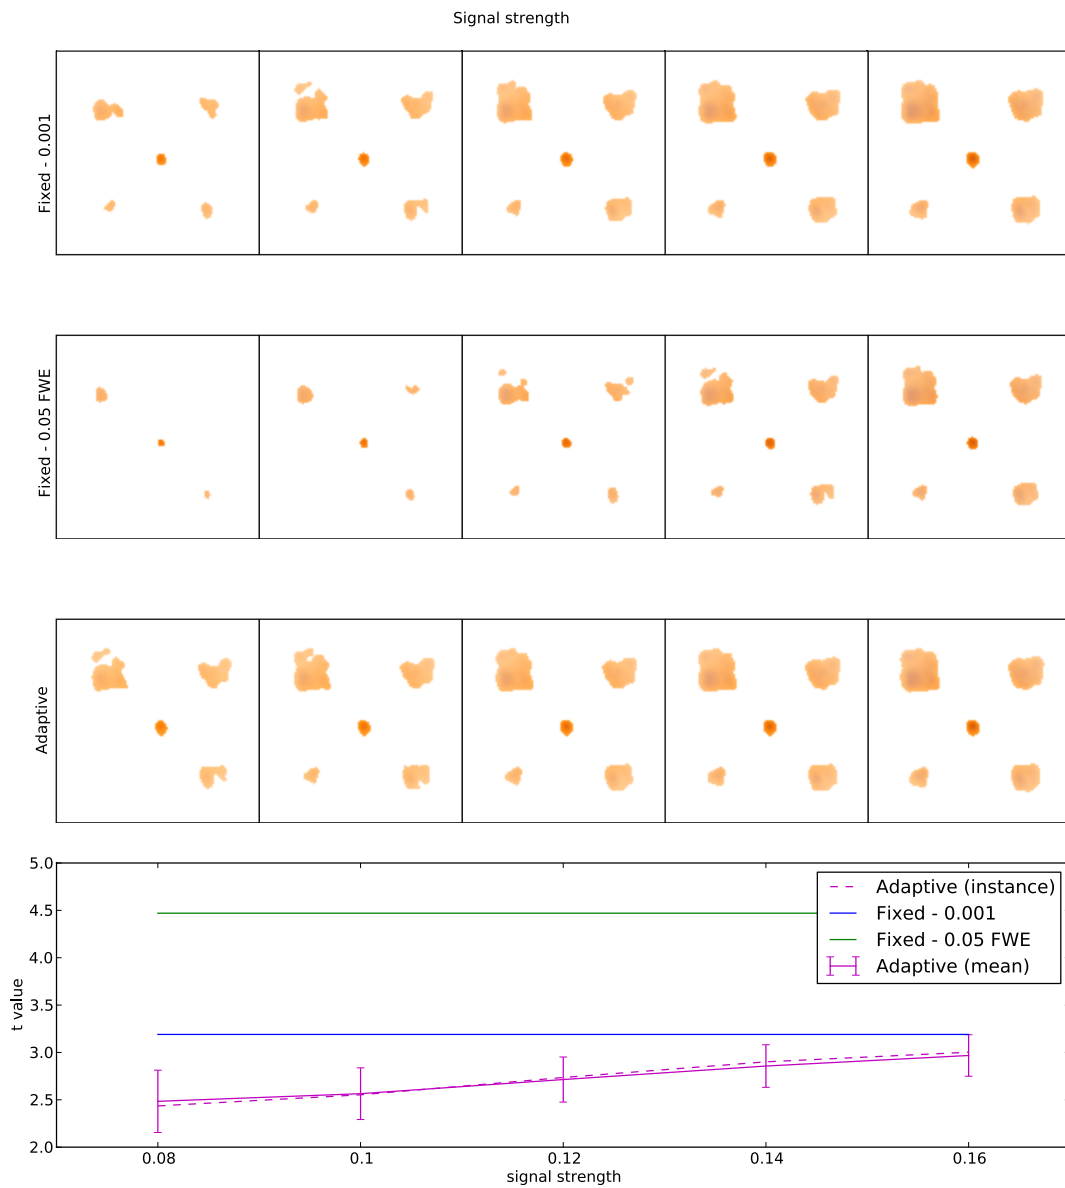 Signal strength
Fixed - 0.001
Fixed - 0.05 FWE
Adaptive
5.0
4.5
4.0
3.5
3.0
2.5
2.0
t value
Adaptive (instance)
Fixed - 0.001
Fixed - 0.05 FWE
Adaptive (mean)
0.08
0.1
0.12
0.14
0.16
signal strength